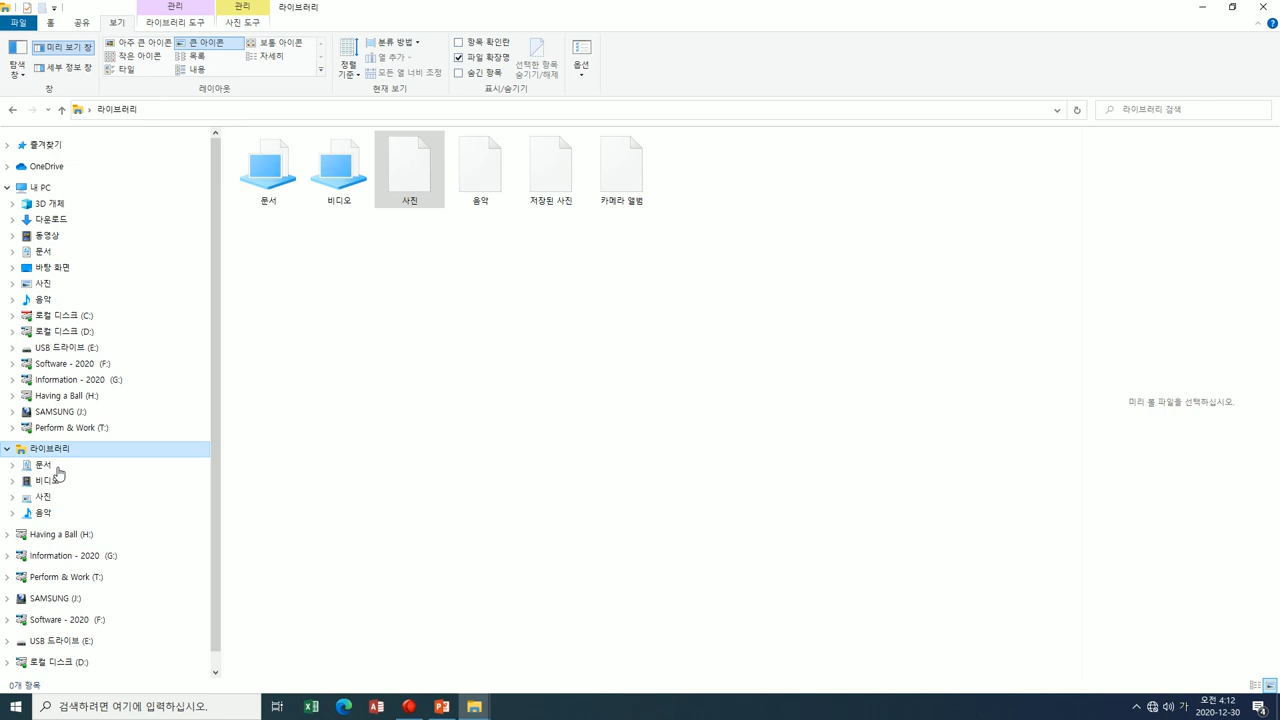 관리
관리
라이브러리
파일
홈
공유
보기
라이브러리 도구
사진 도구
탐색 창
미리 보기 창
세부 정보 창
창
아주 큰 아이콘
큰 아이콘
보통 아이콘
작은 아이콘
목록
자세히
타일
내용
레이아웃
정렬 기준
분류 방법
열 추가
모든 열 너비 조정
현재 보기
항목 확인란
파일 확장명
숨긴 항목
선택한 항목 숨기기/해제
표시/숨기기
옵션
라이브러리
라이브러리 검색
즐겨찾기
OneDrive
내 PC
3D 개체
다운로드
동영상
문서
바탕 화면
사진
음악
로컬 디스크 (C:)
로컬 디스크 (D:)
USB 드라이브 (E:)
Software - 2020 (F:)
Information - 2020 (G:)
Having a Ball (H:)
SAMSUNG (J:)
Perform & Work (T:)
라이브러리
문서
비디오
사진
음악
Having a Ball (H:)
Information - 2020 (G:)
Perform & Work (T:)
SAMSUNG (J:)
Software - 2020 (F:)
USB 드라이브 (E:)
로컬 디스크 (D:)
문서
비디오
사진
음악
저장된 사진
카메라 앨범
미리 볼 파일을 선택하십시오.
0개 항목
검색하려면 여기에 입력하십시오.
가
오전 4:12
2020-12-30
4